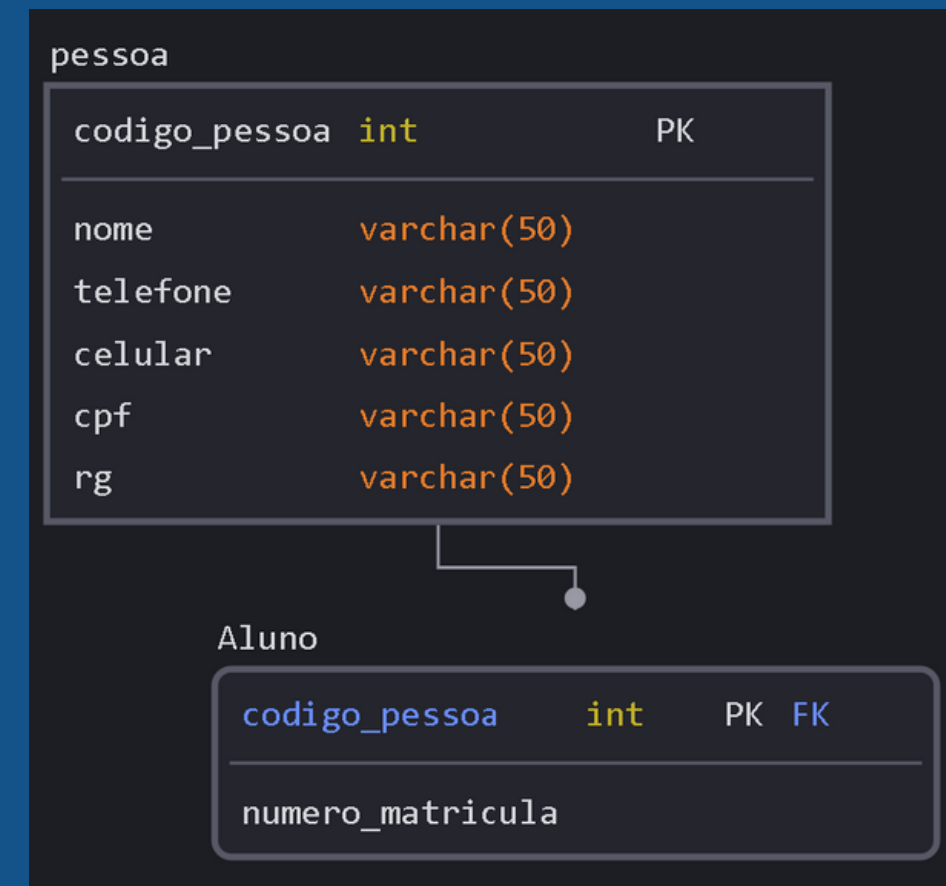 pessoa
codigo_pessoa int PK
nome varchar(50)
telefone varchar(50)
celular varchar(50)
cpf varchar(50)
rg varchar(50)
Aluno
codigo_pessoa int PK FK
numero_matricula